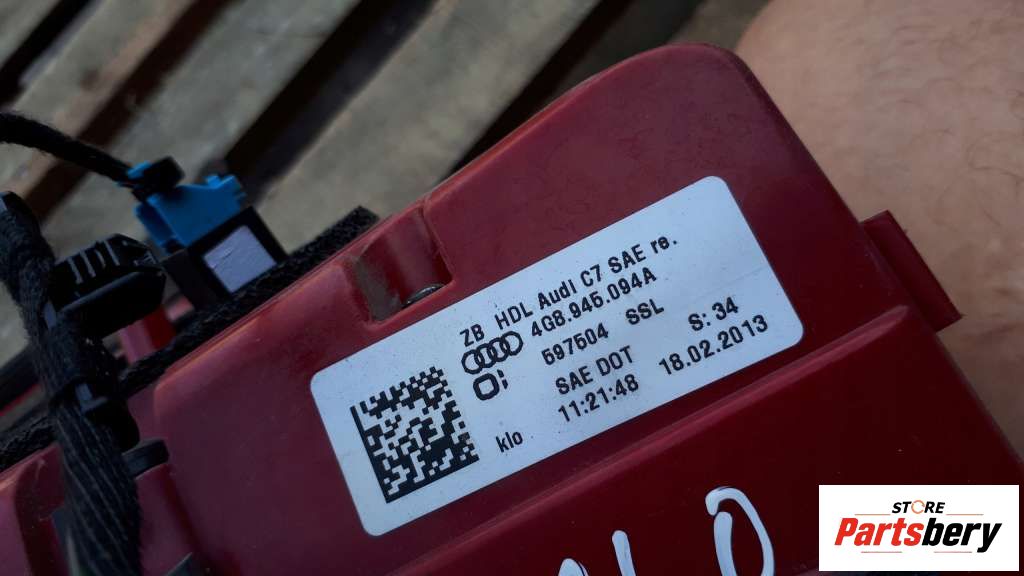 ZB HDL Audi C7 SAE re.
4G8.945.094A
597504 SSL
SAE DOT S: 34
klo 11:21:48 18.02.2013
STORE
Partsbery